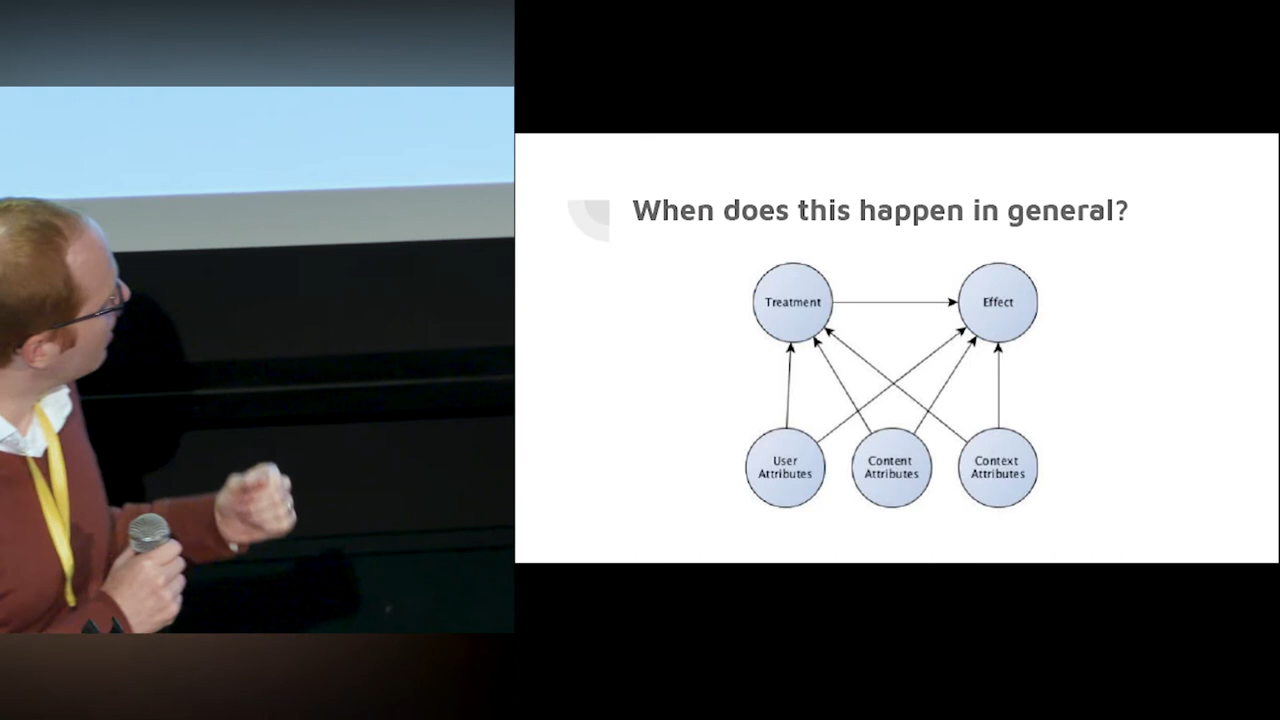 When does this happen in general?
Treatment
Effect
User
Attributes
Content
Attributes
Context
Attributes